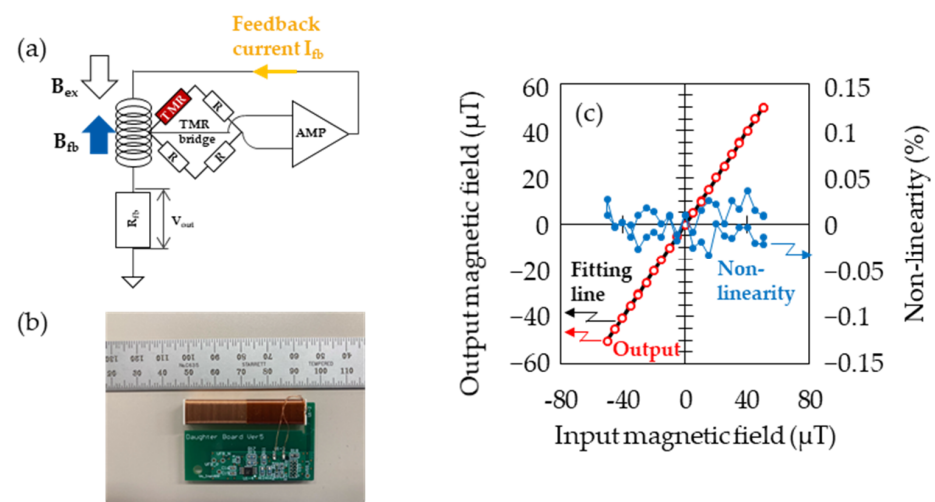 (a)
Feedback
current Ifb
Bex
Bfb
TMR
R
TMR
bridge
R
R
AMP
Rfb
Vout
(b)
Daughter Board Ver5
(c)
Output magnetic field (µT)
60
40
20
0
−20
−40
−60
0.15
0.1
0.05
0
−0.05
−0.1
−0.15
Non-linearity (%)
Fitting
line
Non-
linearity
Output
-80
-40
0
40
80
Input magnetic field (µT)